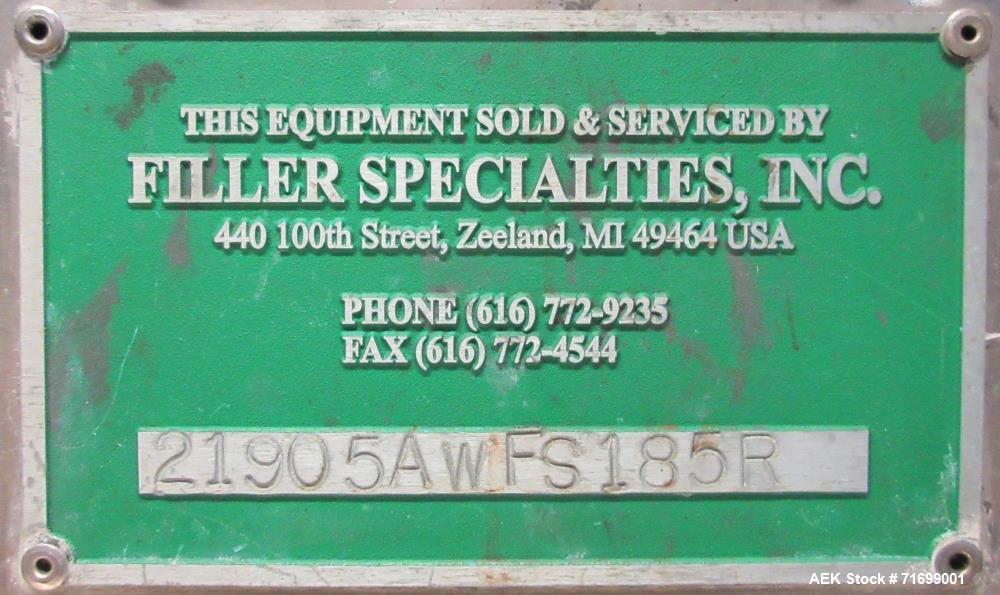 THIS EQUIPMENT SOLD & SERVICED BY
FILLER SPECIALTIES, INC.
440 100th Street, Zeeland, MI 49464 USA
PHONE (616) 772-9235
FAX (616) 772-4544
21905AWFS185R
AEK Stock # 71699001